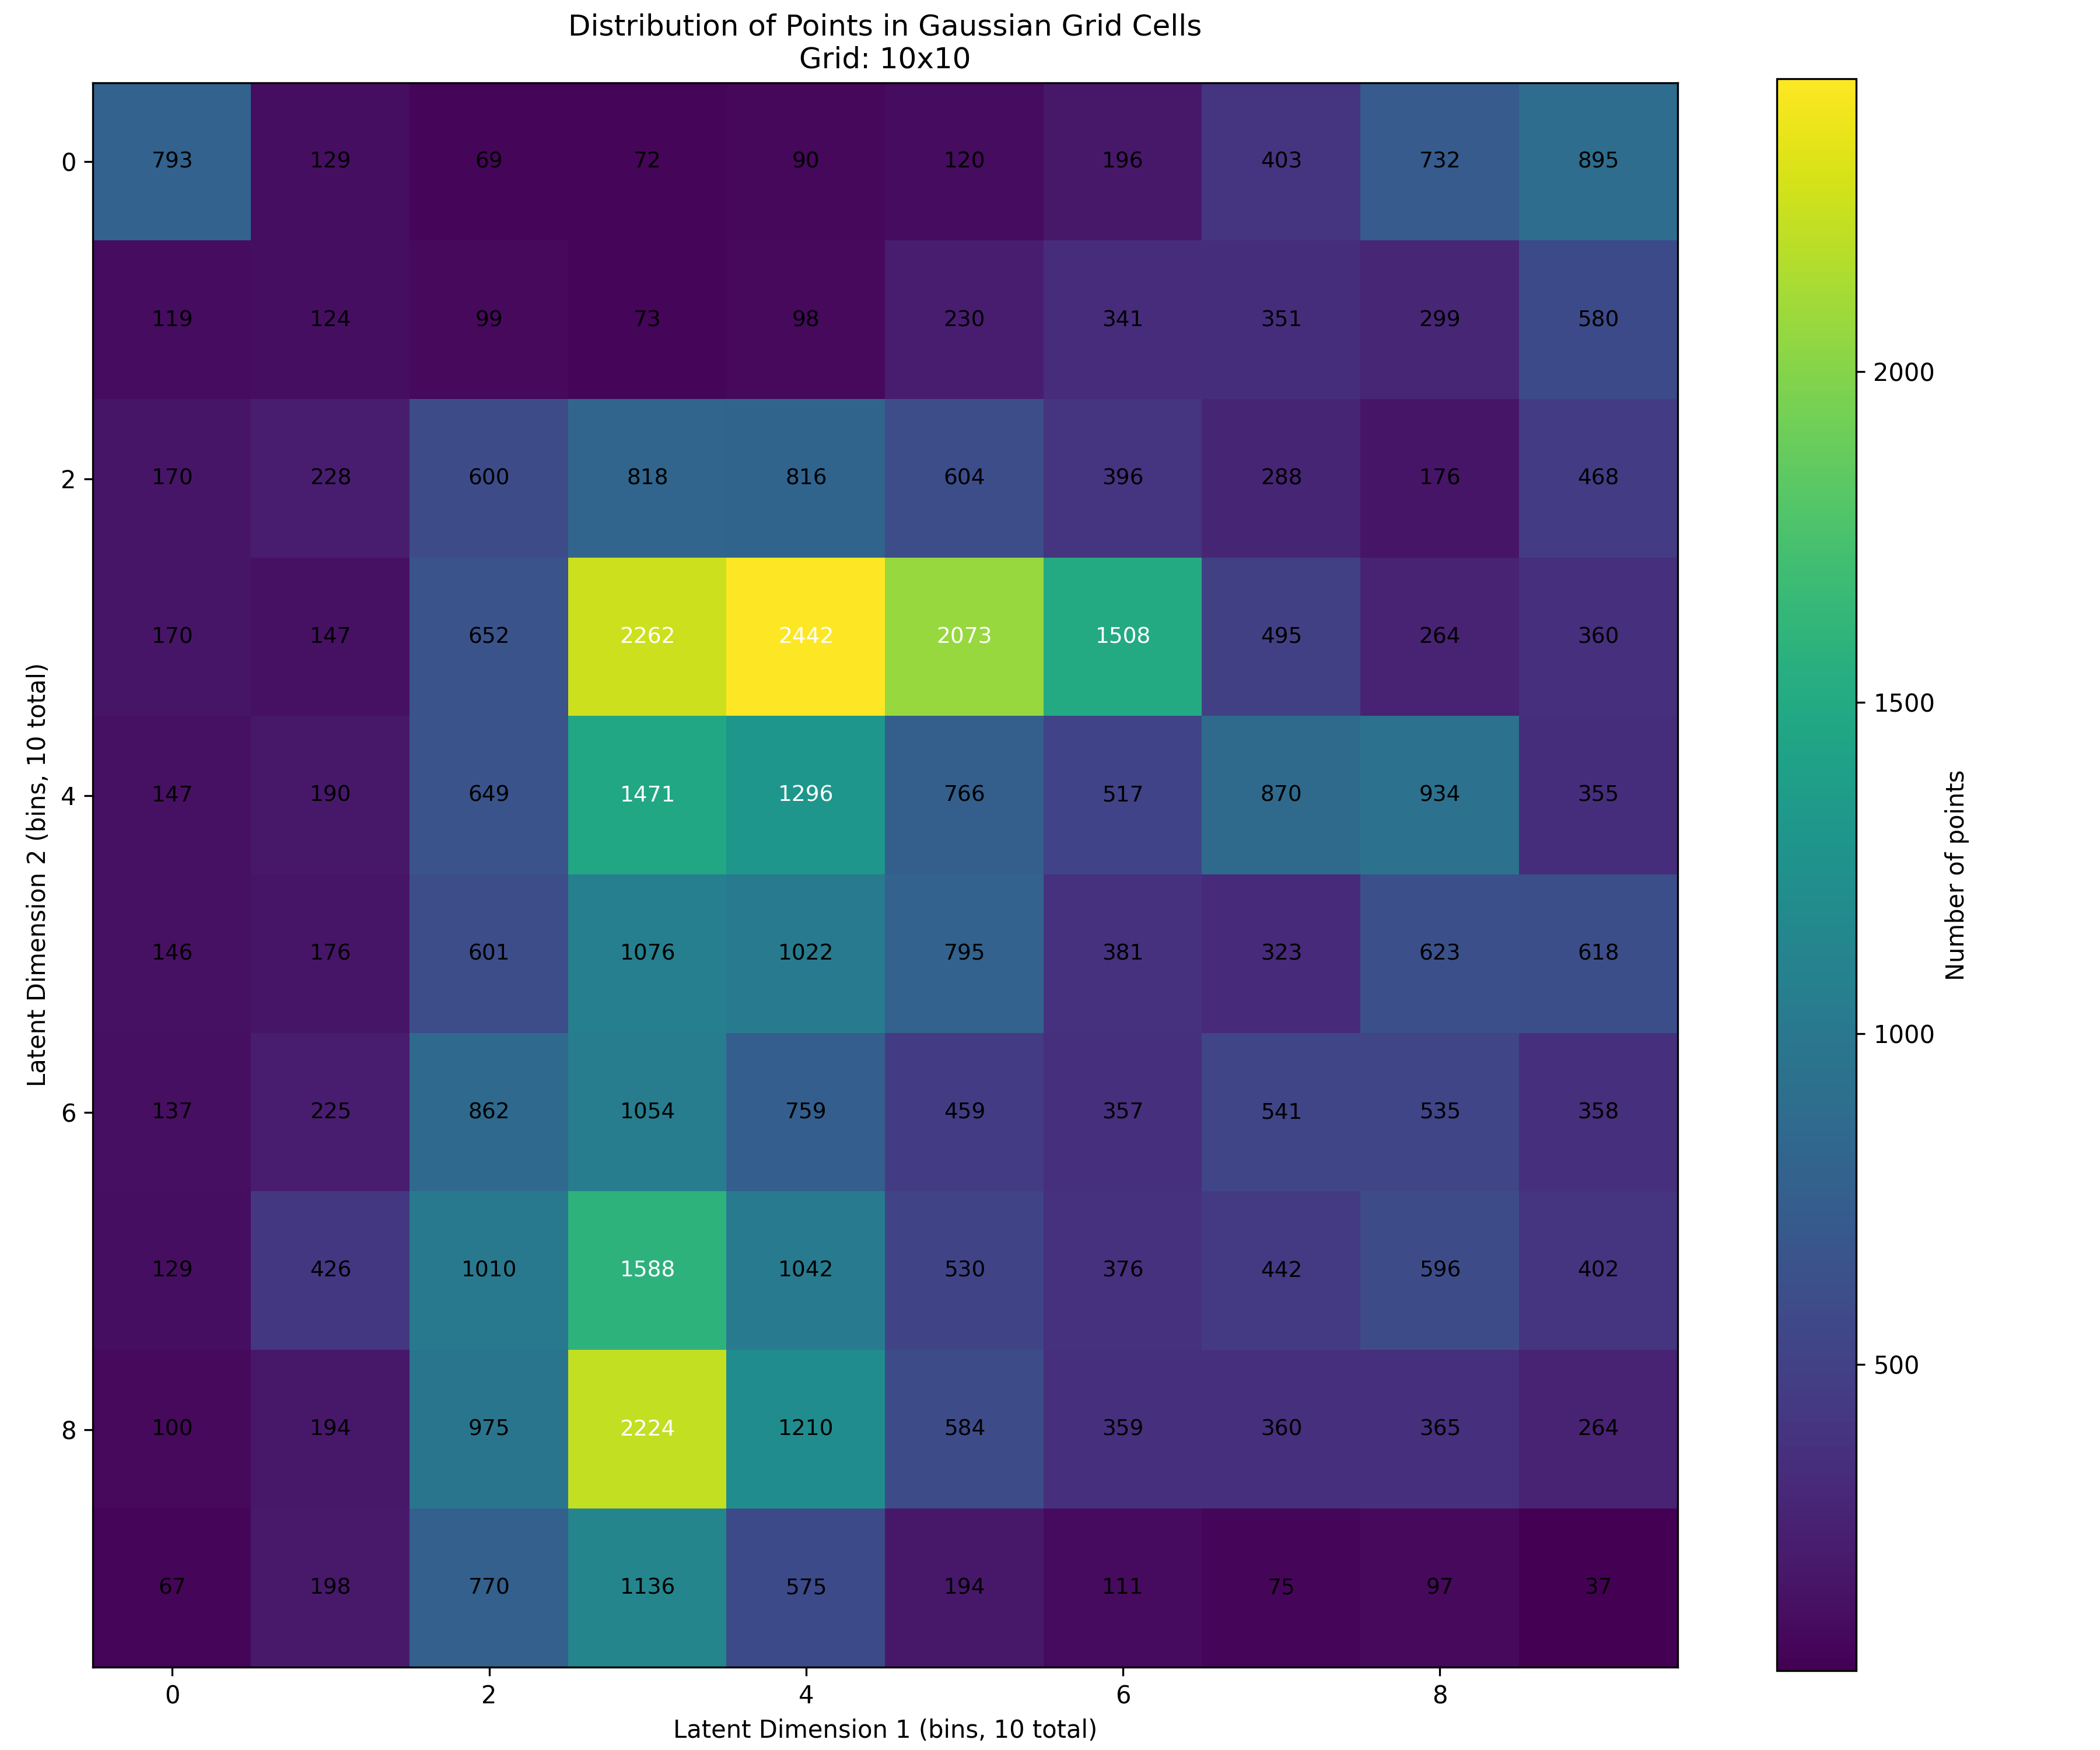 Distribution of Points in Gaussian Grid Cells
Grid: 10x10
0 793 129 69 72 90 120 196 403 732 895
119 124 99 73 98 230 341 351 299 580
2 170 228 600 818 816 604 396 288 176 468
170 147 652 2262 2442 2073 1508 495 264 360
4 147 190 649 1471 1296 766 517 870 934 355
146 176 601 1076 1022 795 381 323 623 618
6 137 225 862 1054 759 459 357 541 535 358
129 426 1010 1588 1042 530 376 442 596 402
8 100 194 975 2224 1210 584 359 360 365 264
67 198 770 1136 575 194 111 75 97 37
0 2 4 6 8
Latent Dimension 1 (bins, 10 total)
Latent Dimension 2 (bins, 10 total)
2000
1500
1000
500
Number of points